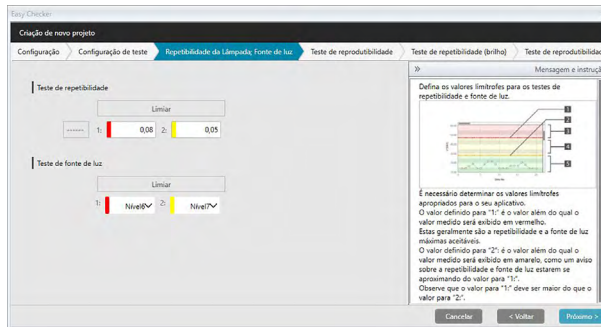 Easy Checker
Criação de novo projeto
Configuração
Configuração de teste
Repetibilidade da Lâmpada; Fonte de luz
Teste de reprodutibilidade
Teste de repetibilidade (brilho)
Teste de reprodutibilidad
Teste de repetibilidade
Limiar
------ 1: 0,08 2: 0,05
Teste de fonte de luz
Limiar
1: Nível6 2: Nível7
» Mensagem e instruçã
Defina os valores limítrofes para os testes de
repetibilidade e fonte de luz.
1
2
3
4
5
É necessário determinar os valores limítrofes
apropriados para o seu aplicativo.
O valor definido para "1:" é o valor além do qual o
valor medido será exibido em vermelho.
Estas geralmente são a repetibilidade e a fonte de luz
máximas aceitáveis.
O valor definido para "2": é o valor além do qual o
valor medido será exibido em amarelo, como um aviso
sobre a repetibilidade e fonte de luz estarem se
aproximando do valor para "1:".
Observe que o valor para "1:" deve ser maior do que o
valor para "2:".
Cancelar
< Voltar
Próximo >